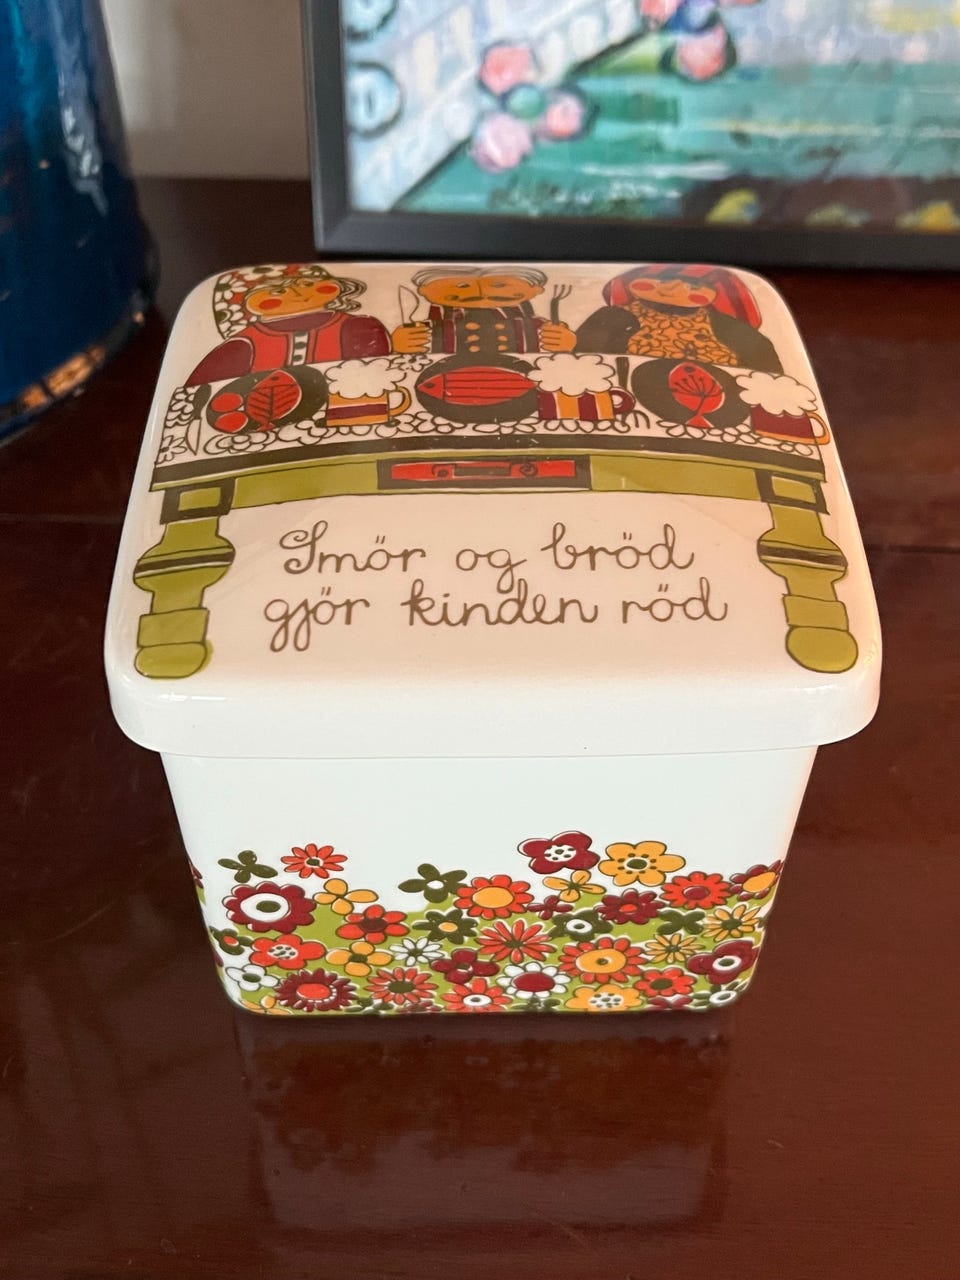 Smör og bröd
gjör kinden röd